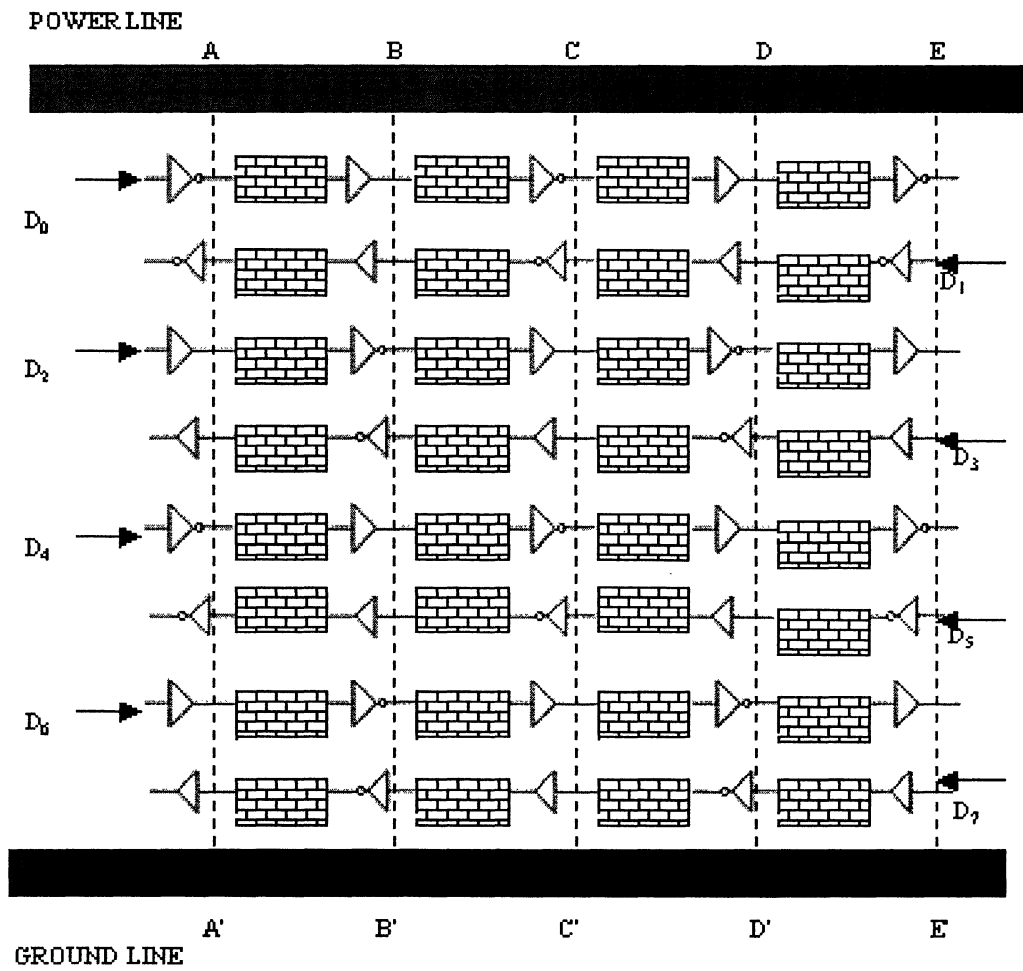 POWER LINE
A B C D E
D₀
D₁
D₂
D₃
D₄
D₅
D₆
D₇
A' B' C' D' E
GROUND LINE